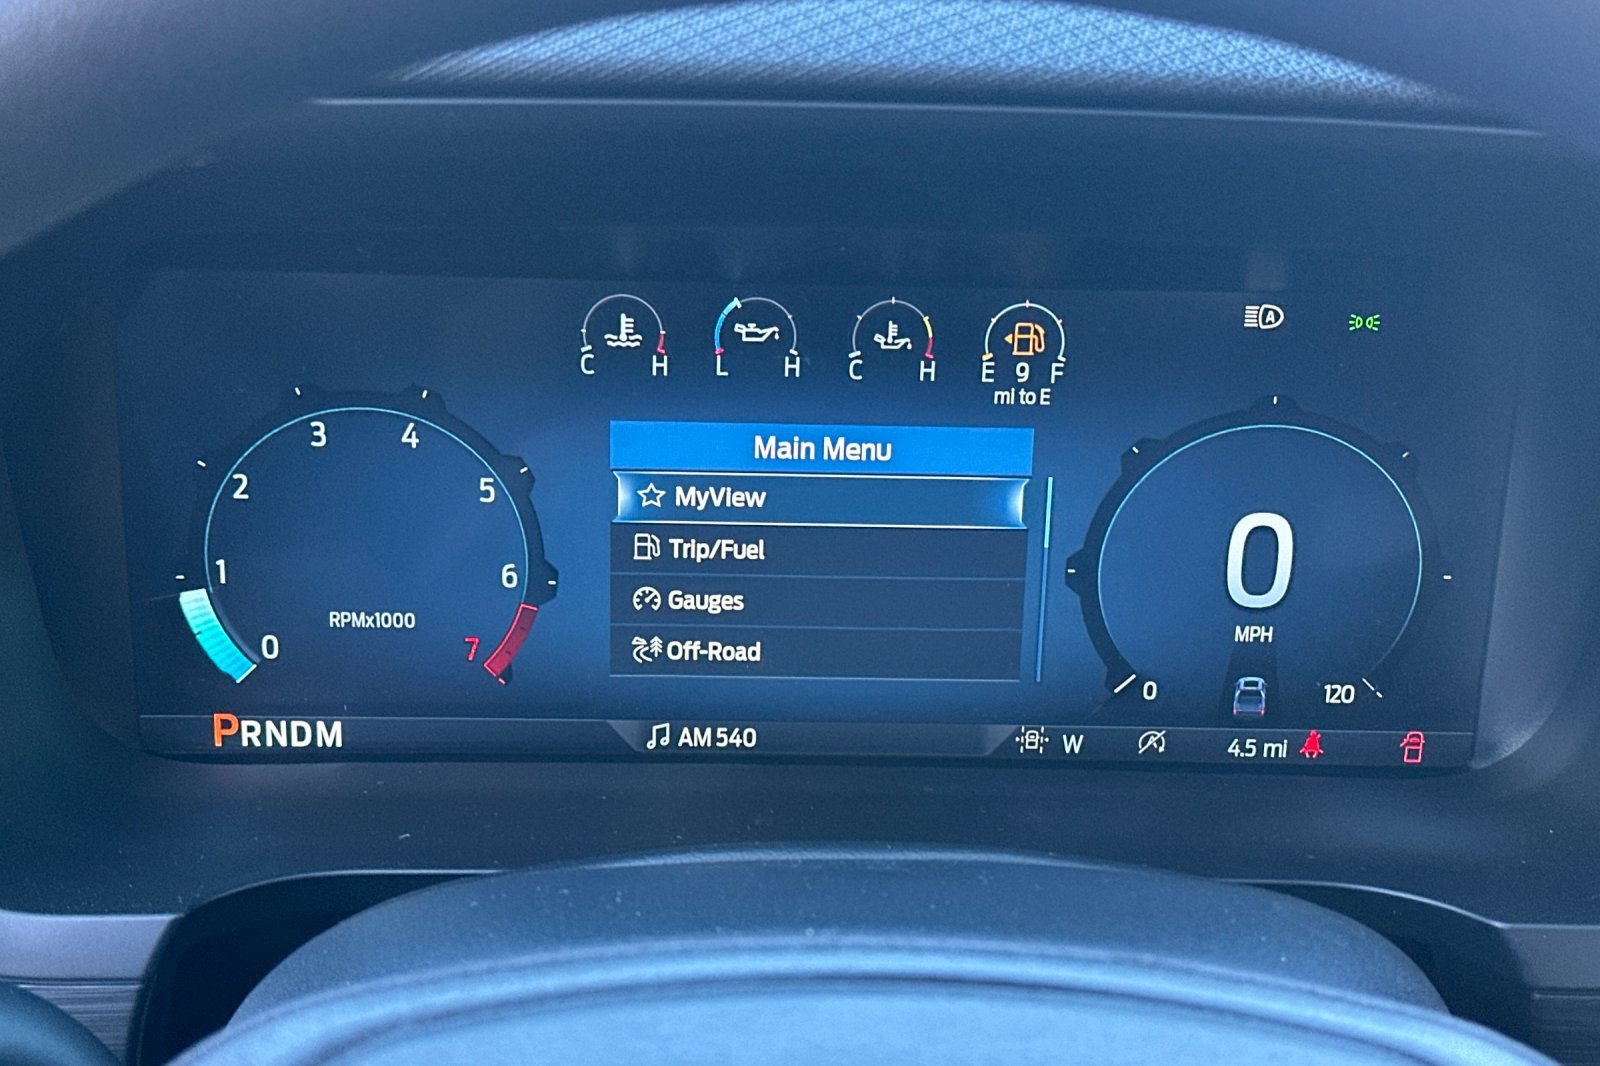 C H
L H
C H
E 9 F
mi to E
A
Main Menu
MyView
Trip/Fuel
Gauges
Off-Road
0
1
2
3
4
5
6
7
RPMx1000
0
MPH
0
120
PRNDM
AM 540
W
A
4.5 mi